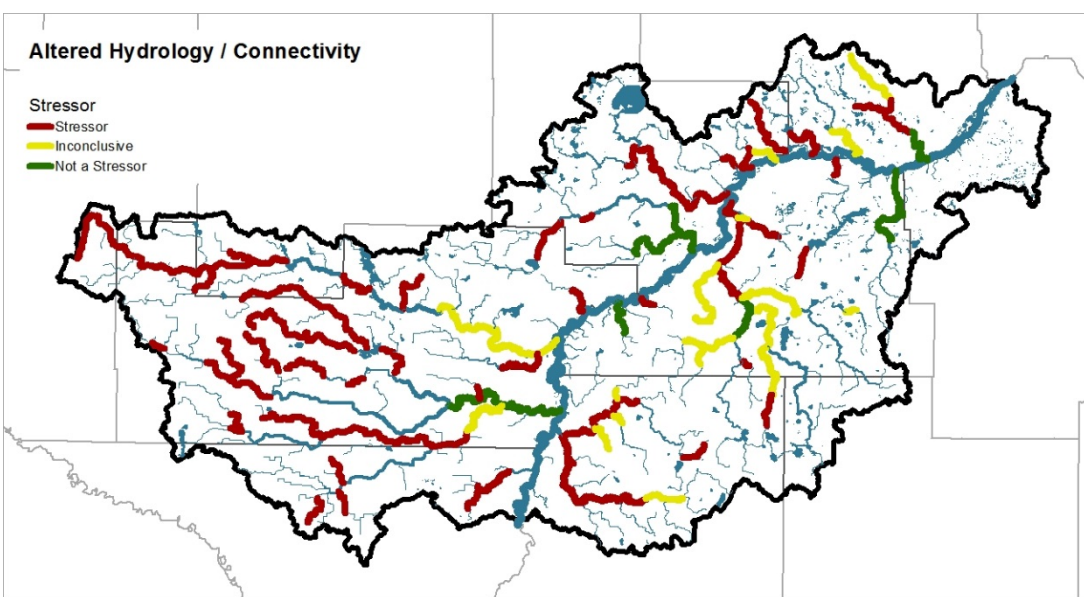 Altered Hydrology / Connectivity
Stressor
Stressor
Inconclusive
Not a Stressor